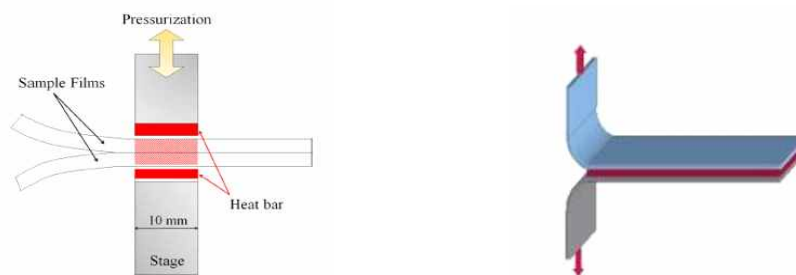 Pressurization
Sample Films
Heat bar
10 mm
Stage